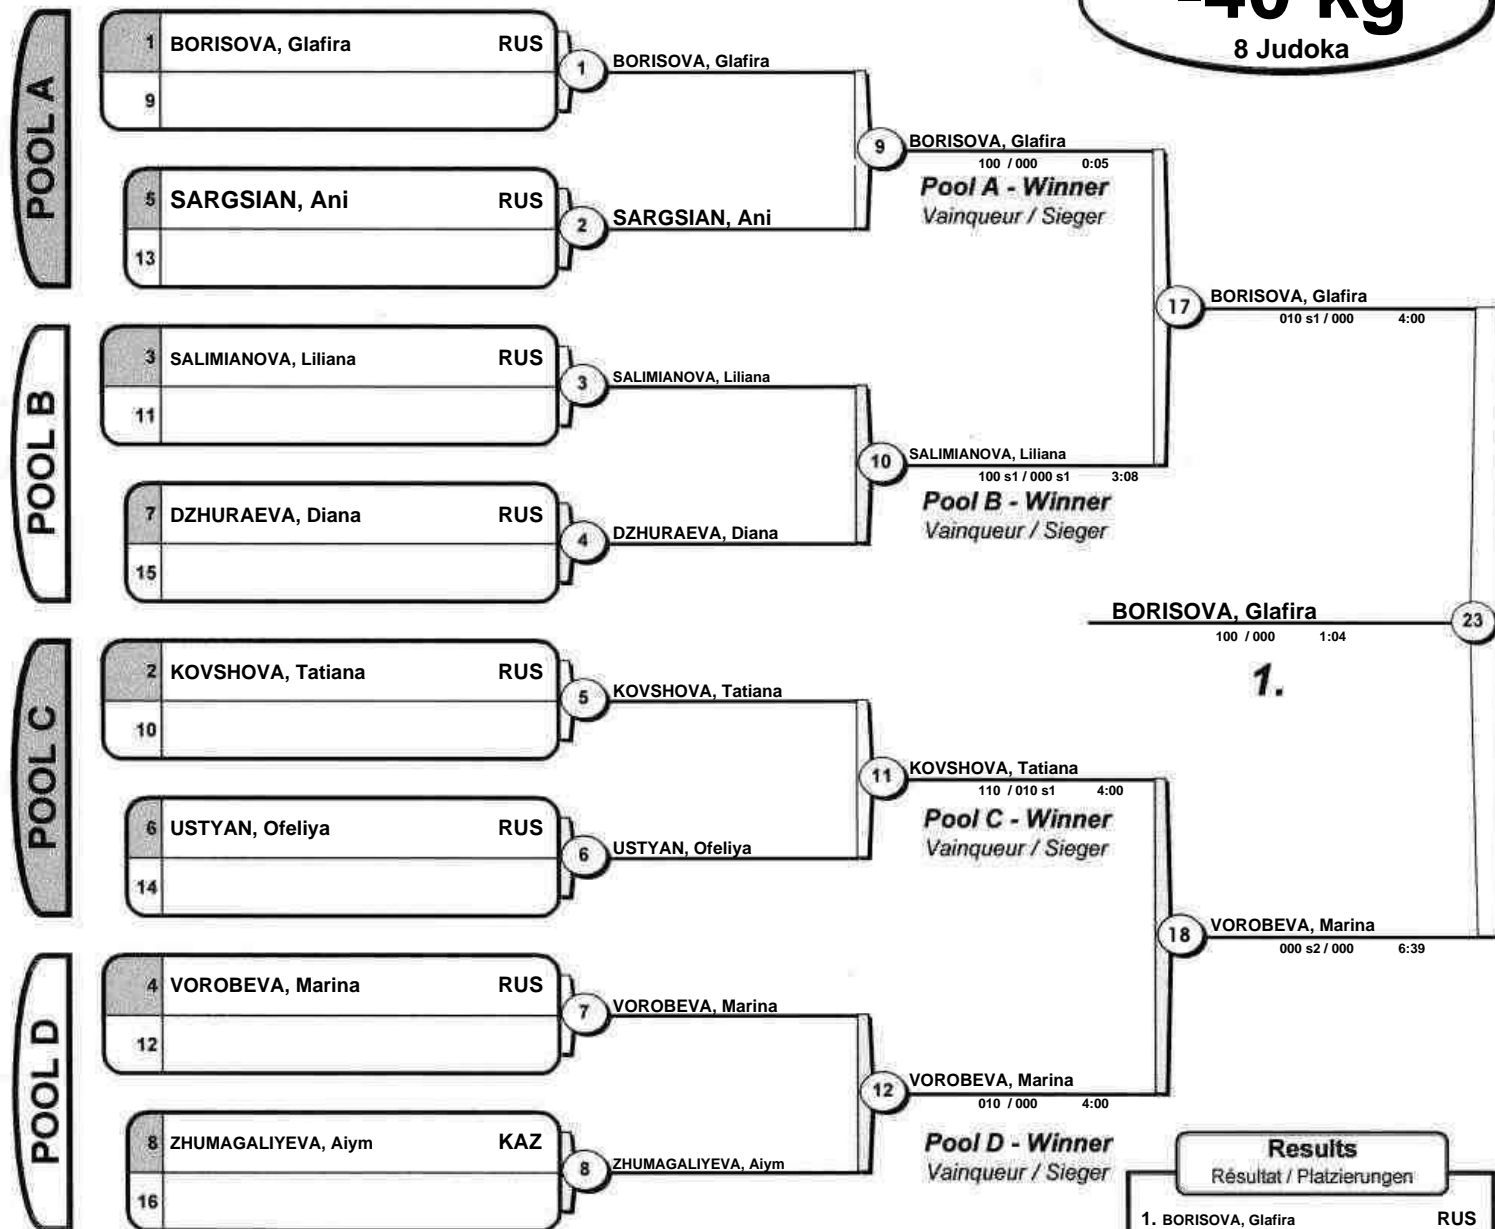 -40 kg
8 Judoka
POOL A
1 BORISOVA, Glafira RUS
9
5 SARGSIAN, Ani RUS
13
1 BORISOVA, Glafira
2 SARGSIAN, Ani
9 BORISOVA, Glafira
100 / 000 0:05
Pool A - Winner
Vainqueur / Sieger
POOL B
3 SALIMIANOVA, Liliana RUS
11
7 DZHURAEVA, Diana RUS
15
3 SALIMIANOVA, Liliana
4 DZHURAEVA, Diana
10 SALIMIANOVA, Liliana
100 s1 / 000 s1 3:08
Pool B - Winner
Vainqueur / Sieger
17 BORISOVA, Glafira
010 s1 / 000 4:00
BORISOVA, Glafira 23
100 / 000 1:04
1.
POOL C
2 KOVSHOVA, Tatiana RUS
10
6 USTYAN, Ofeliya RUS
14
5 KOVSHOVA, Tatiana
6 USTYAN, Ofeliya
11 KOVSHOVA, Tatiana
110 / 010 s1 4:00
Pool C - Winner
Vainqueur / Sieger
POOL D
4 VOROBEVA, Marina RUS
12
8 ZHUMAGALIYEVA, Aiym KAZ
16
7 VOROBEVA, Marina
8 ZHUMAGALIYEVA, Aiym
12 VOROBEVA, Marina
010 / 000 4:00
Pool D - Winner
Vainqueur / Sieger
18 VOROBEVA, Marina
000 s2 / 000 6:39
Results
Résultat / Platzierungen
1. BORISOVA, Glafira RUS